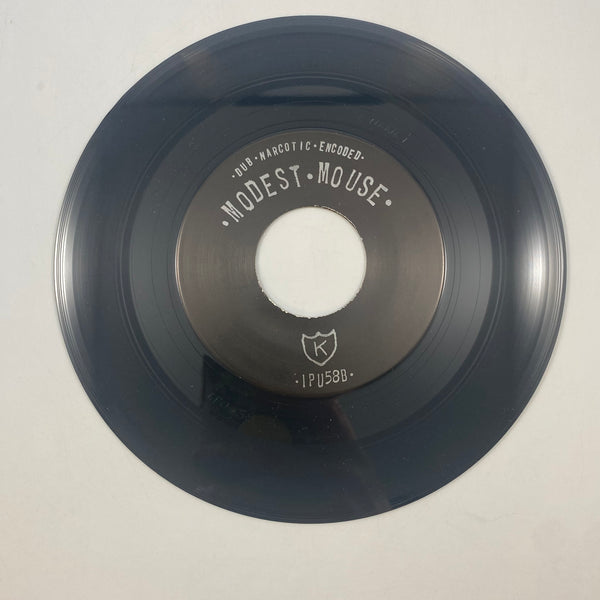 ·DUB·NARCOTIC·ENCODED·
·MODEST·MOUSE·
K
·IPU58B·